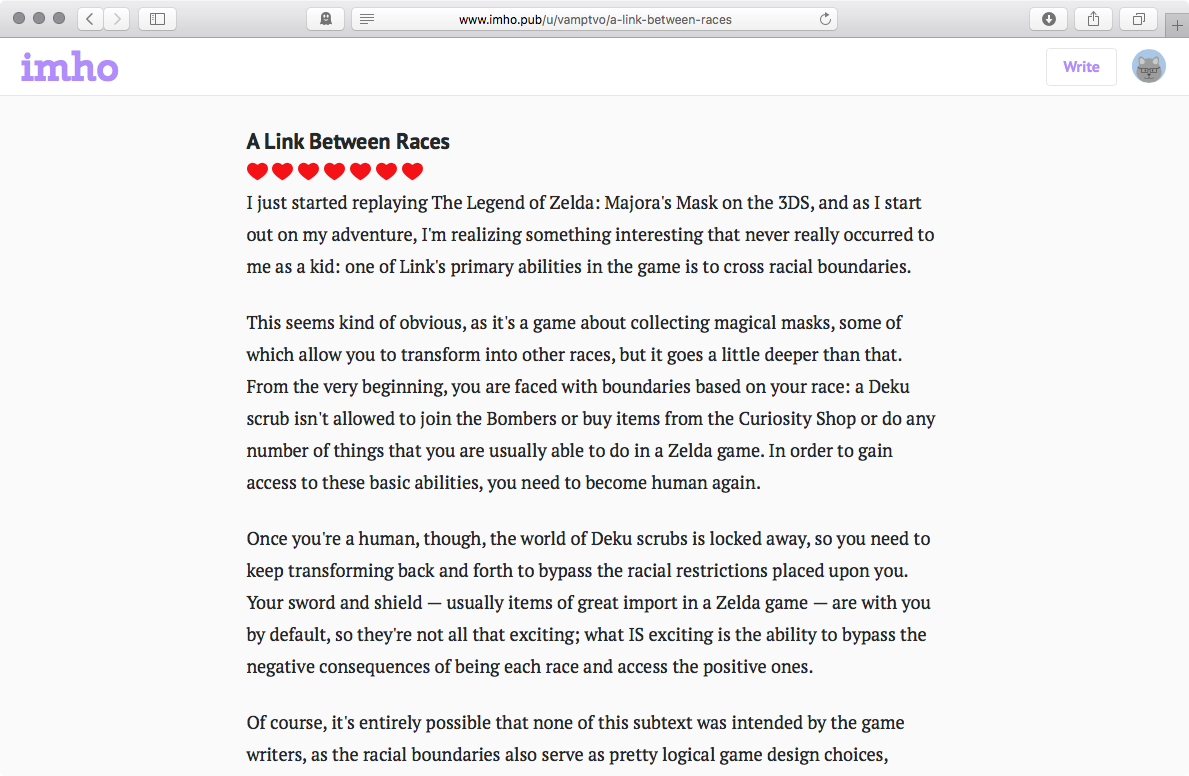 www.imho.pub/u/vamptvo/a-link-between-races
imho
Write
A Link Between Races
I just started replaying The Legend of Zelda: Majora's Mask on the 3DS, and as I start
out on my adventure, I'm realizing something interesting that never really occurred to
me as a kid: one of Link's primary abilities in the game is to cross racial boundaries.
This seems kind of obvious, as it's a game about collecting magical masks, some of
which allow you to transform into other races, but it goes a little deeper than that.
From the very beginning, you are faced with boundaries based on your race: a Deku
scrub isn't allowed to join the Bombers or buy items from the Curiosity Shop or do any
number of things that you are usually able to do in a Zelda game. In order to gain
access to these basic abilities, you need to become human again.
Once you're a human, though, the world of Deku scrubs is locked away, so you need to
keep transforming back and forth to bypass the racial restrictions placed upon you.
Your sword and shield — usually items of great import in a Zelda game — are with you
by default, so they're not all that exciting; what IS exciting is the ability to bypass the
negative consequences of being each race and access the positive ones.
Of course, it's entirely possible that none of this subtext was intended by the game
writers, as the racial boundaries also serve as pretty logical game design choices,